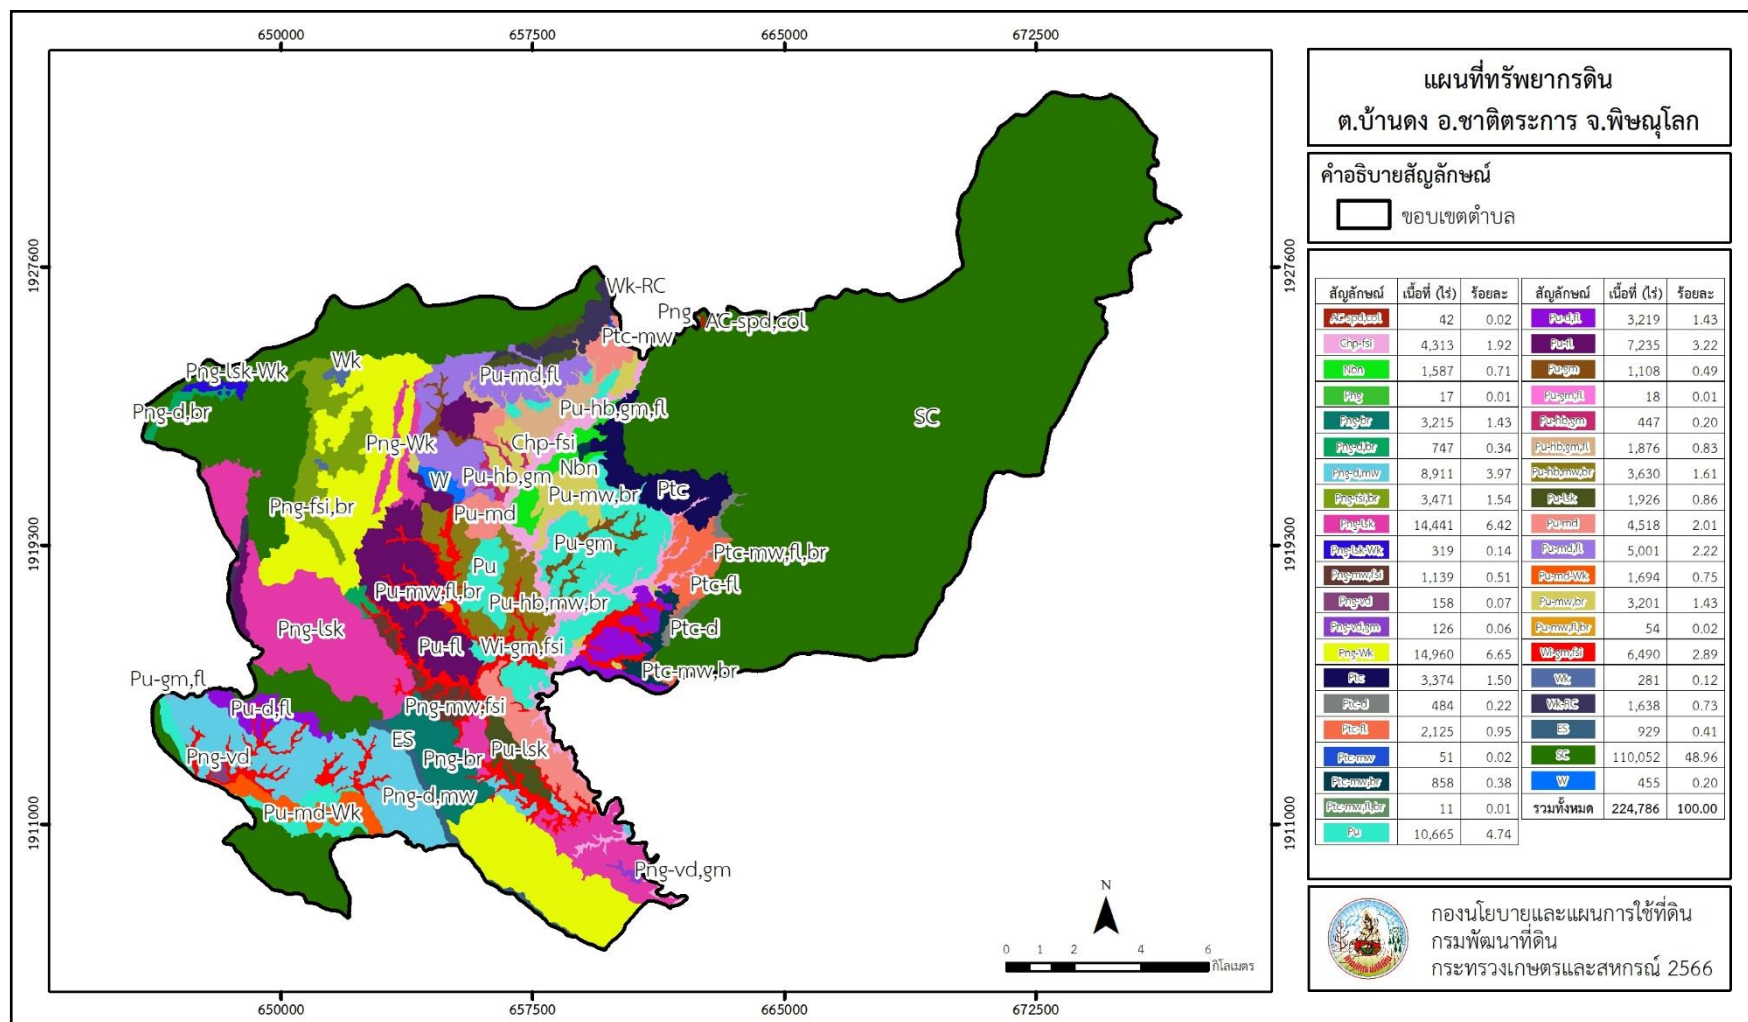 650000 657500 665000 672500
1927600 1927600
1919300 1919300
1911000 1911000
650000 657500 665000 672500
Wk-RC
Png
AC-spd,col
Ptc-mw
Wk
Png-lsk-Wk
Pu-md,fl
Png-d,br
Pu-hb,gm,fl
SC
Png-Wk
Chp-fsi
Nbn
W
Pu-hb,gm
Pu-mw,br
Ptc
Png-fsi,br
Pu-md
Pu-gm
Ptc-mw,fl,br
Pu
Ptc-fl
Pu-mw,fl,br
Pu-hb,mw,br
Png-lsk
Ptc-d
Pu-fl
Wi-gm,fsi
Ptc-mw,br
Pu-gm,fl
Pu-d,fl
Png-mw,fsi
ES
Pu-lsk
Png-vd
Png-br
Png-d,mw
Pu-md-Wk
Png-vd,gm
N
0 1 2 4 6
กิโลเมตร
แผนที่ทรัพยากรดิน
ต.บ้านดง อ.ชาติตระการ จ.พิษณุโลก
คำอธิบายสัญลักษณ์
ขอบเขตตำบล
สัญลักษณ์ เนื้อที่ (ไร่) ร้อยละ สัญลักษณ์ เนื้อที่ (ไร่) ร้อยละ
AC-spd,col 42 0.02 Pu-d,fl 3,219 1.43
Chp-fsi 4,313 1.92 Pu-fl 7,235 3.22
Nbn 1,587 0.71 Pu-gm 1,108 0.49
Png 17 0.01 Pu-gm,fl 18 0.01
Png-br 3,215 1.43 Pu-hb,gm 447 0.20
Png-d,br 747 0.34 Pu-hb,gm,fl 1,876 0.83
Png-d,mw 8,911 3.97 Pu-hb,mw,br 3,630 1.61
Png-fsi,br 3,471 1.54 Pu-lsk 1,926 0.86
Png-lsk 14,441 6.42 Pu-md 4,518 2.01
Png-lsk-Wk 319 0.14 Pu-md,fl 5,001 2.22
Png-mw,fsi 1,139 0.51 Pu-md-Wk 1,694 0.75
Png-vd 158 0.07 Pu-mw,br 3,201 1.43
Png-vd,gm 126 0.06 Pu-mw,fl,br 54 0.02
Png-Wk 14,960 6.65 Wi-gm,fsi 6,490 2.89
Ptc 3,374 1.50 Wk 281 0.12
Ptc-d 484 0.22 Wk-RC 1,638 0.73
Ptc-fl 2,125 0.95 ES 929 0.41
Ptc-mw 51 0.02 SC 110,052 48.96
Ptc-mw,br 858 0.38 W 455 0.20
Ptc-mw,fl,br 11 0.01 รวมทั้งหมด 224,786 100.00
Pu 10,665 4.74
กองนโยบายและแผนการใช้ที่ดิน
กรมพัฒนาที่ดิน
กระทรวงเกษตรและสหกรณ์ 2566